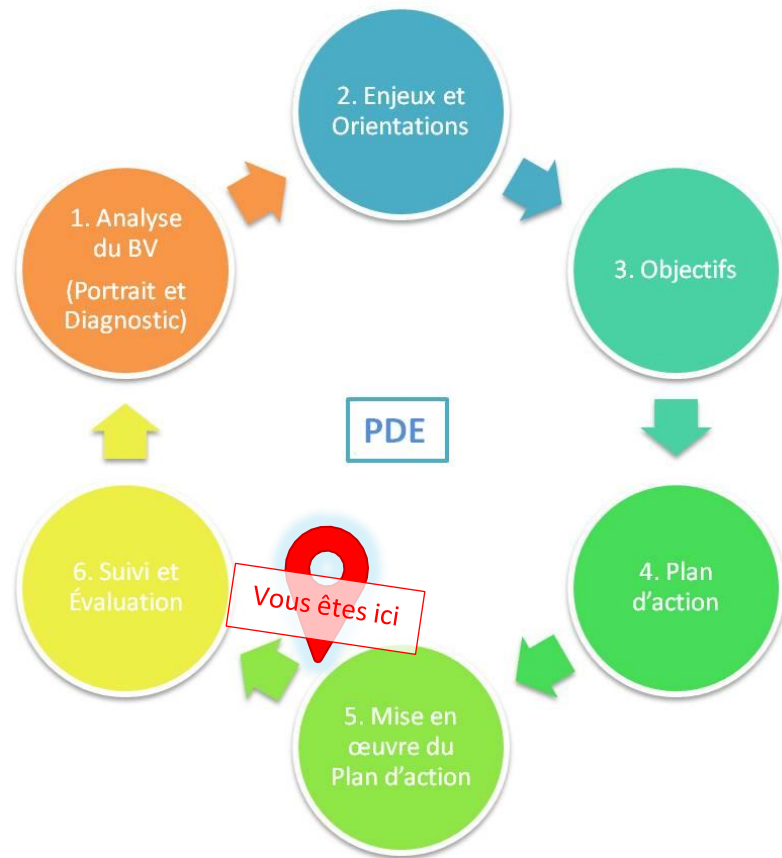 1. Analyse
du BV
(Portrait et
Diagnostic)
2. Enjeux et
Orientations
3. Objectifs
4. Plan
d'action
5. Mise en
œuvre du
Plan d'action
6. Suivi et
Évaluation
PDE
Vous êtes ici